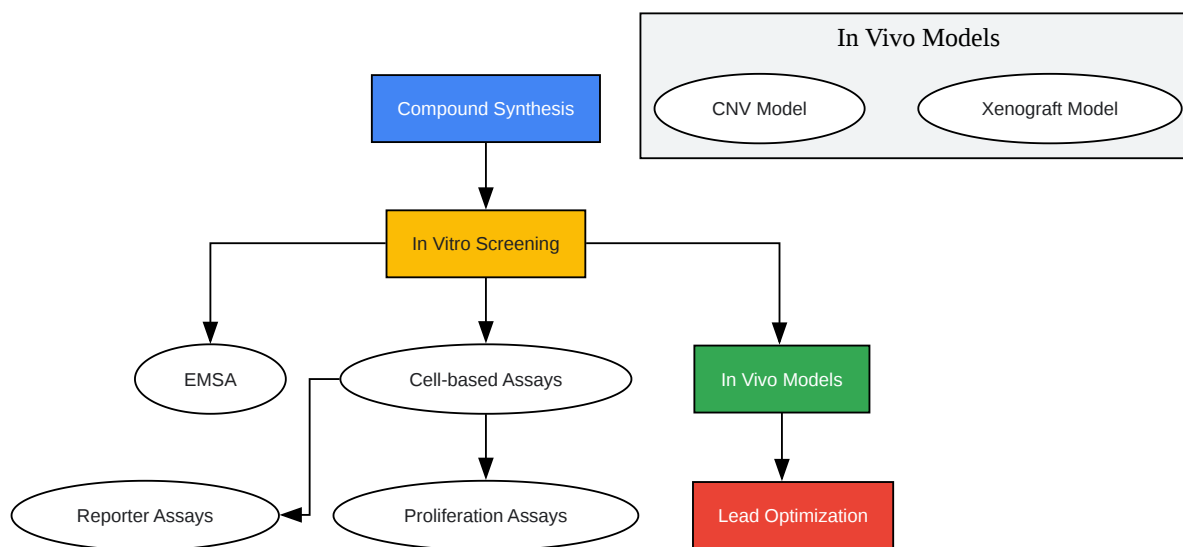 In Vivo Models
CNV Model
Xenograft Model
Compound Synthesis
In Vitro Screening
EMSA
Cell-based Assays
In Vivo Models
Reporter Assays
Proliferation Assays
Lead Optimization